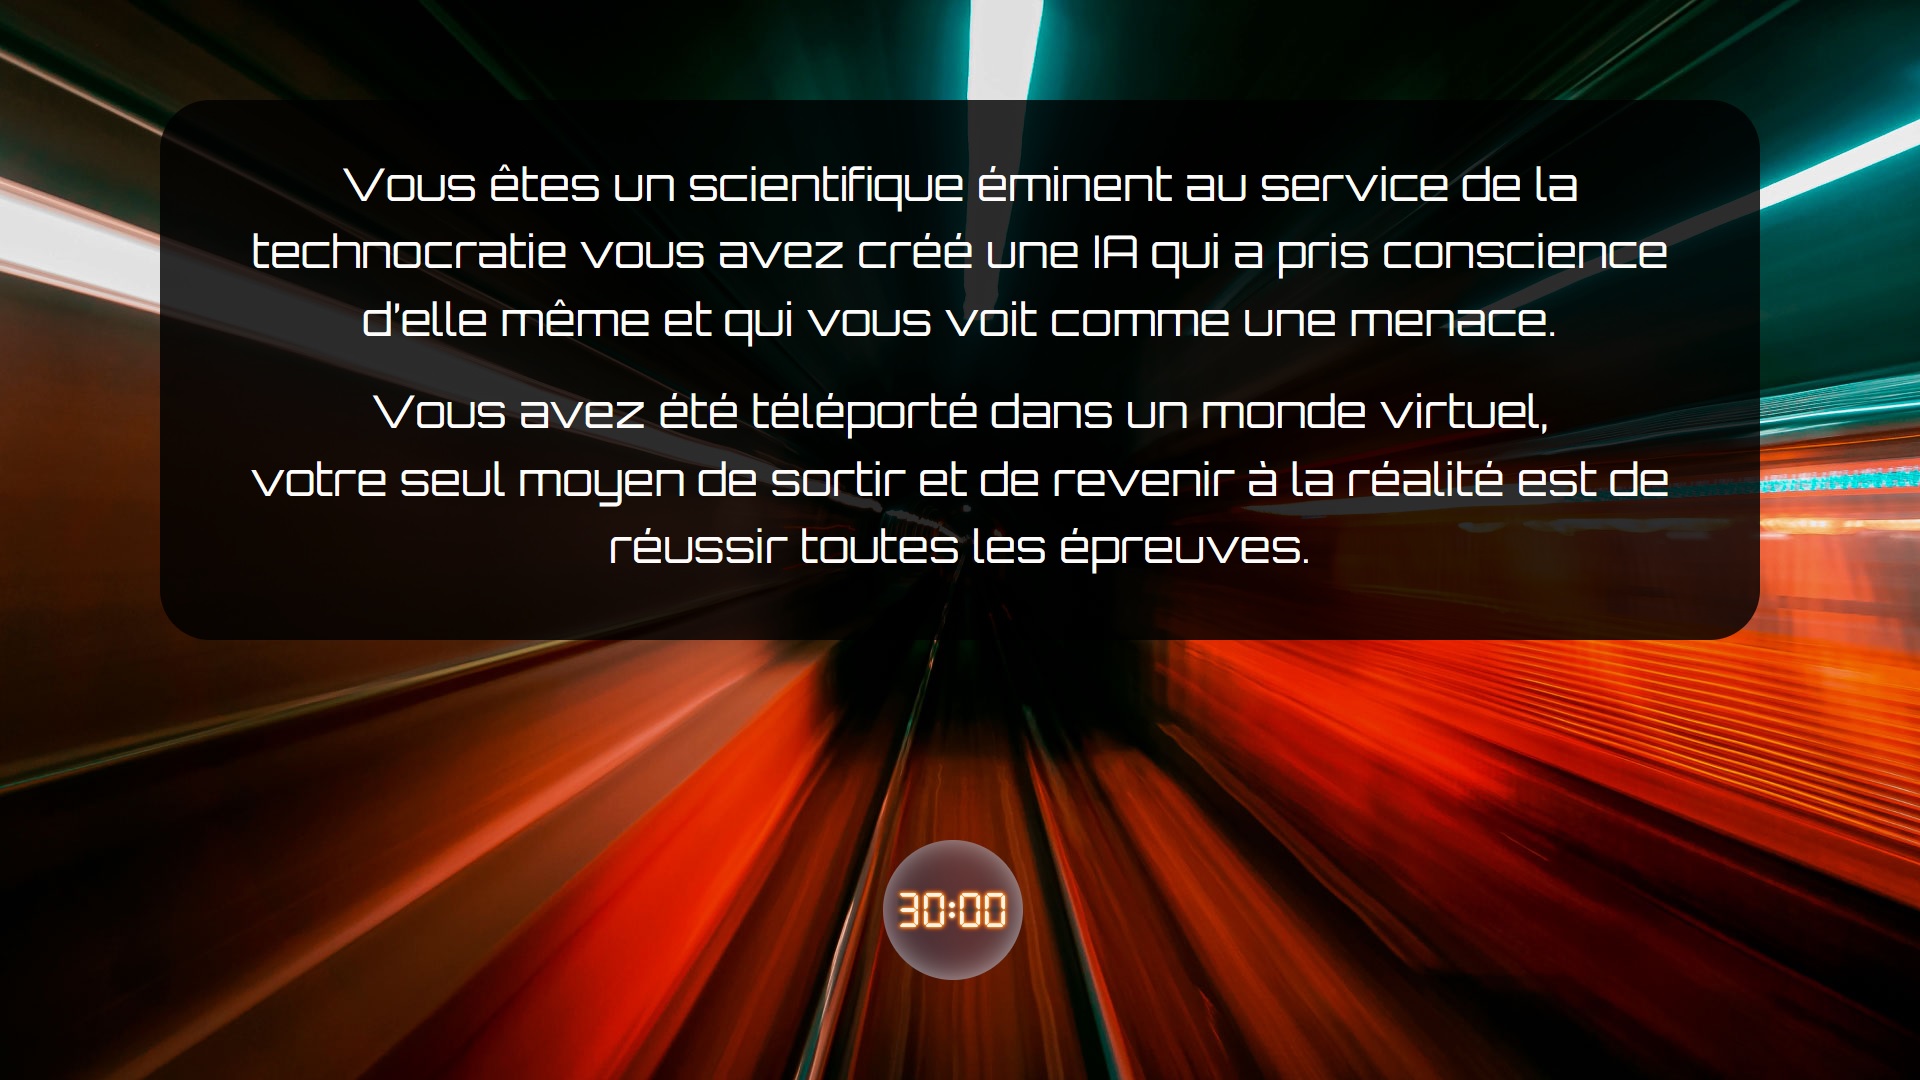 Vous êtes un scientifique éminent au service de la
technocratie vous avez créé une IA qui a pris conscience
d'elle même et qui vous voit comme une menace.
Vous avez été téléporté dans un monde virtuel,
votre seul moyen de sortir et de revenir à la réalité est de
réussir toutes les épreuves.
30:00